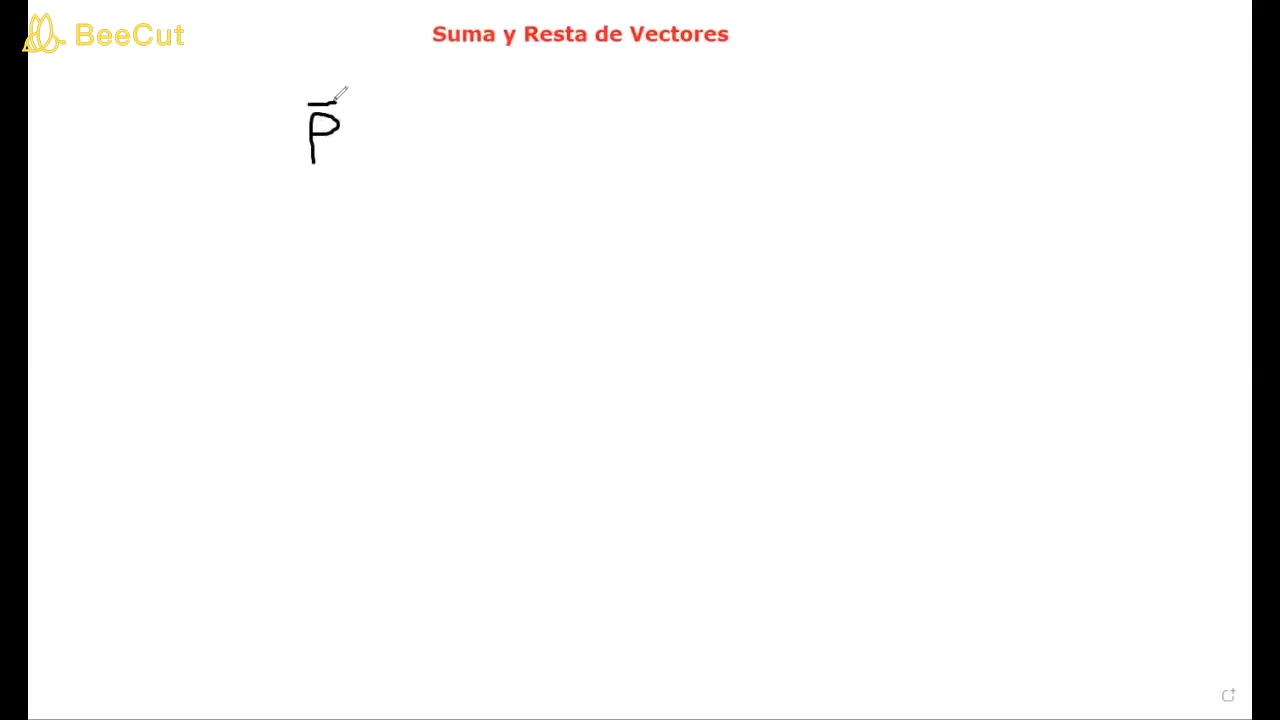 BeeCut
Suma y Resta de Vectores
P̅